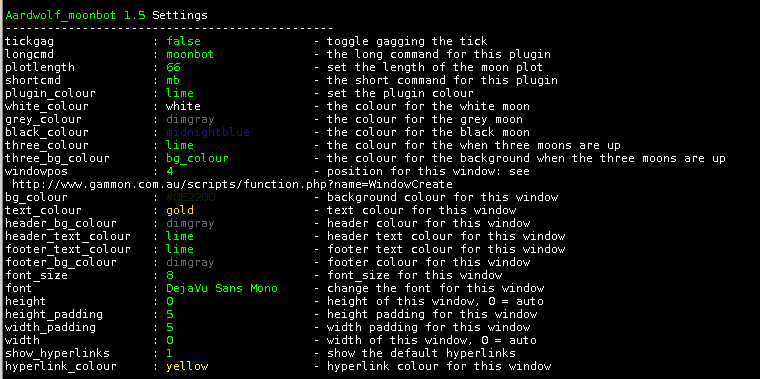 Aardwolf_moonbot 1.5 Settings
-----------------------------------------------
tickgag : false - toggle gagging the tick
longcmd : moonbot - the long command for this plugin
plotlength : 66 - set the length of the moon plot
shortcmd : mb - the short command for this plugin
plugin_colour : lime - set the plugin colour
white_colour : white - the colour for the white moon
grey_colour : dimgray - the colour for the grey moon
black_colour : midnightblue - the colour for the black moon
three_colour : lime - the colour for the when three moons are up
three_bg_colour : bg_colour - the colour for the background when the three moons are up
windowpos : 4 - position for this window: see
http://www.gammon.com.au/scripts/function.php?name=WindowCreate
bg_colour : #0E2200 - background colour for this window
text_colour : gold - text colour for this window
header_bg_colour : dimgray - header colour for this window
header_text_colour : lime - header text colour for this window
footer_text_colour : lime - footer text colour for this window
footer_bg_colour : dimgray - footer colour for this window
font_size : 8 - font_size for this window
font : DejaVu Sans Mono - change the font for this window
height : 0 - height of this window, 0 = auto
height_padding : 5 - height padding for this window
width_padding : 5 - width padding for this window
width : 0 - width of this window, 0 = auto
show_hyperlinks : 1 - show the default hyperlinks
hyperlink_colour : yellow - hyperlink colour for this window